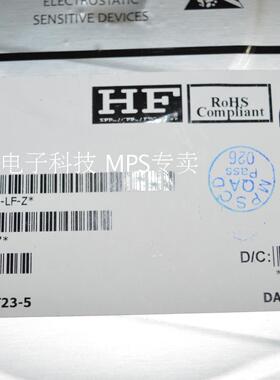 ELECTROSTATIC
SENSITIVE DEVICES
HF
RoHS
Compliant
电子科技 MPS专卖
-LF-Z*
MPSCD
QA
Pass
026
D/C:
23-5
DA